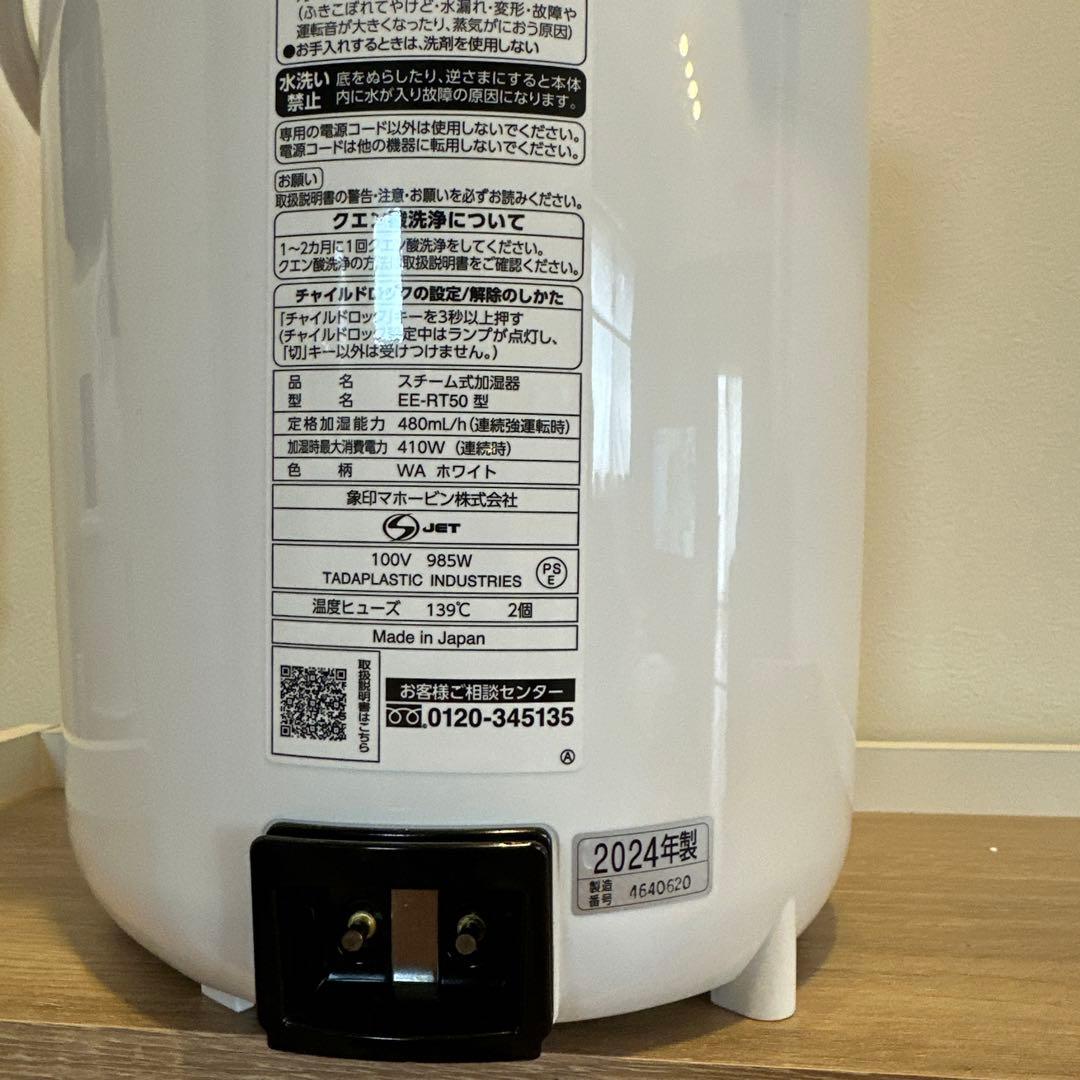 (ふきこぼれてやけど・水漏れ・変形・故障や
運転音が大きくなったり、蒸気がにおう原因)
●お手入れするときは、洗剤を使用しない
水洗い禁止
底をぬらしたり、逆さまにすると本体
内に水が入り故障の原因になります。
専用の電源コード以外は使用しないでください。
電源コードは他の機器に転用しないでください。
お願い
取扱説明書の警告・注意・お願いを必ずお読みください。
クエン酸洗浄について
1~2カ月に1回クエン酸洗浄をしてください。
クエン酸洗浄の方法は取扱説明書をご確認ください。
チャイルドロックの設定/解除のしかた
「チャイルドロック」キーを3秒以上押す
(チャイルドロック設定中はランプが点灯し、
「切」キー以外は受けつけません。)
品名 スチーム式加湿器
型名 EE-RT50 型
定格加湿能力 480mL/h(連続強運転時)
加湿時最大消費電力 410W (連続時)
色柄 WA ホワイト
象印マホービン株式会社
S JET
100V 985W
TADAPLASTIC INDUSTRIES
PS
E
温度ヒューズ 139℃ 2個
Made in Japan
取扱説明書はこちら
お客様ご相談センター
0120-345135
A
2024年製
製造番号 4640620